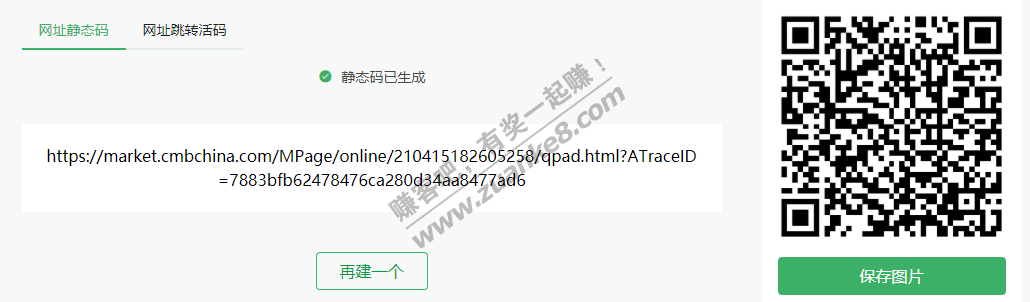 网址静态码
网址跳转活码
静态码已生成
https://market.cmbchina.com/MPage/online/210415182605258/qpad.html?ATraceID
=7883bfb62478476ca280d34aa8477ad6
再建一个
保存图片
赚客吧，有奖一起赚！
www.zuanke8.com